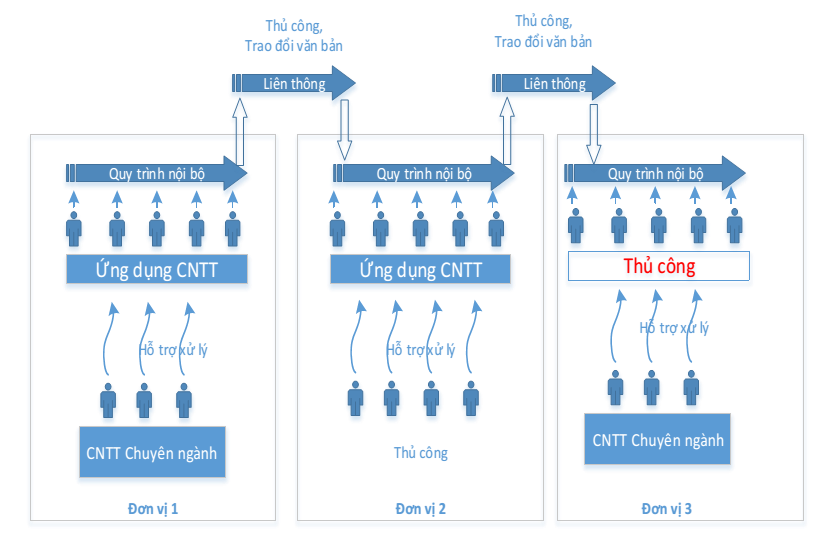 Thủ công,
Trao đổi văn bản
Thủ công,
Trao đổi văn bản
Liên thông
Liên thông
Quy trình nội bộ
Quy trình nội bộ
Quy trình nội bộ
Ứng dụng CNTT
Ứng dụng CNTT
Thủ công
Hỗ trợ xử lý
Hỗ trợ xử lý
Hỗ trợ xử lý
CNTT Chuyên ngành
Thủ công
CNTT Chuyên ngành
Đơn vị 1
Đơn vị 2
Đơn vị 3